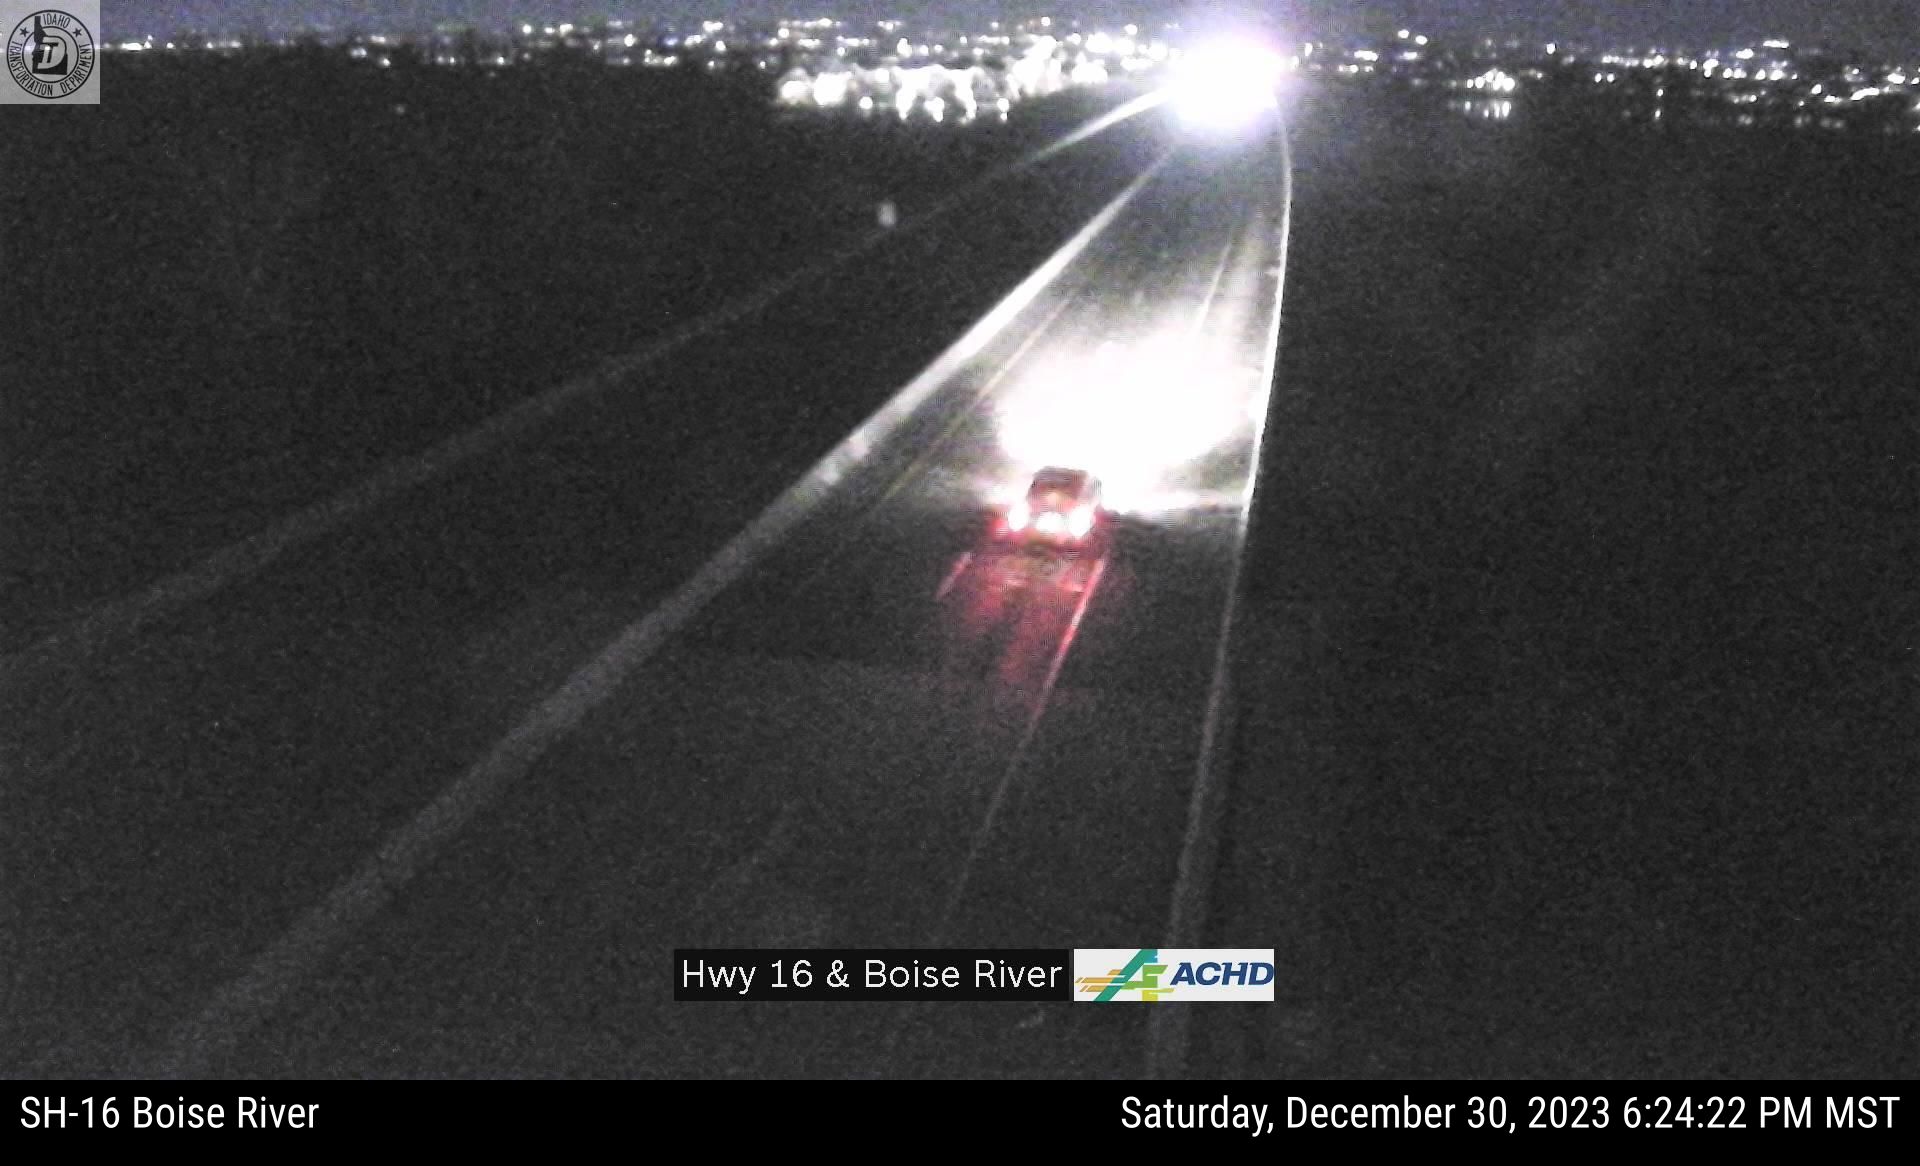 IDAHO
TRANSPORTATION DEPARTMENT
Hwy 16 & Boise River
ACHD
SH-16 Boise River
Saturday, December 30, 2023 6:24:22 PM MST